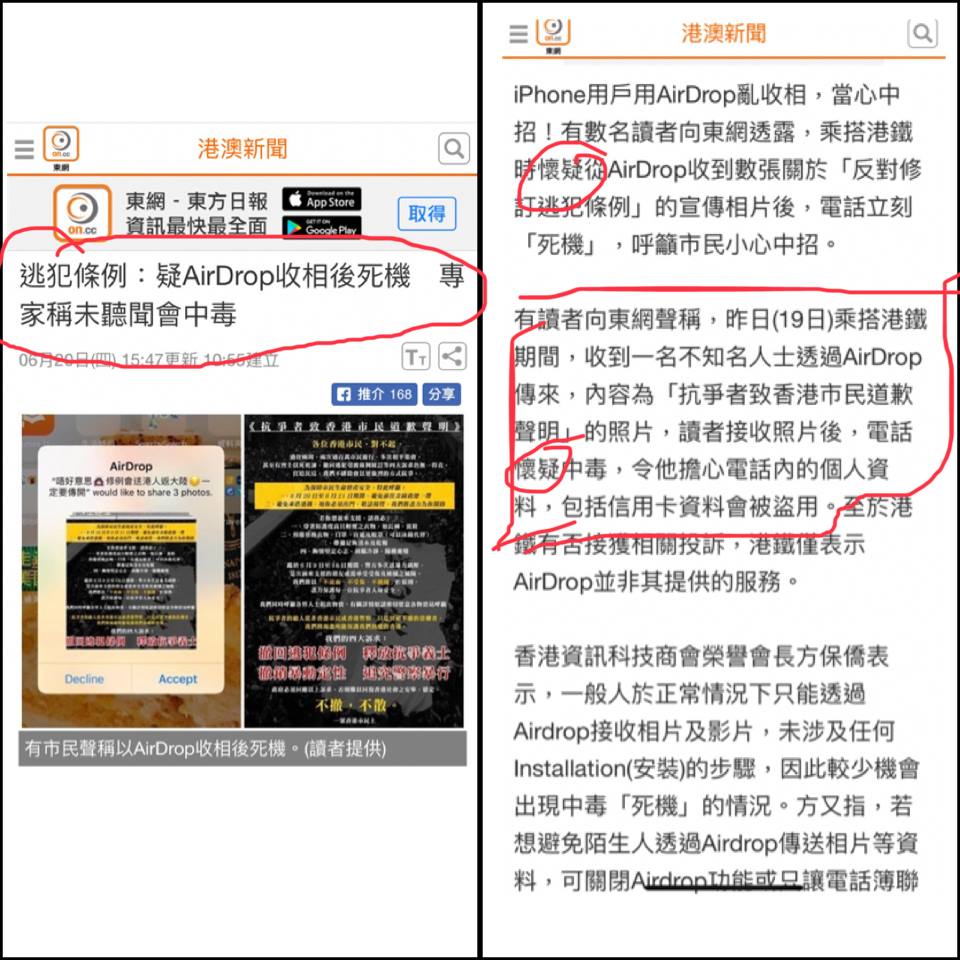 港澳新聞
on.cc
東網
東網 - 東方日報
資訊最快最全面
Download on the
App Store
GET IT ON
Google Play
取得
on.cc
逃犯條例：疑AirDrop收相後死機　專
家稱未聽聞會中毒
06月20日(四) 15:47更新 10:55建立
推介 168
分享
AirDrop
"唔好意思🙇修例會送港人返大陸😔一
定要傳開" would like to share 3 photos.
Decline
Accept
《抗爭者致香港市民道歉聲明》
各位香港市民，對不起。
我們的四大訴求：
撤回逃犯條例　釋放抗爭義士
撤銷暴動定性　追究警察暴行
不撤，不散。
有市民聲稱以AirDrop收相後死機。(讀者提供)
港澳新聞
東網
iPhone用戶用AirDrop亂收相，當心中
招！有數名讀者向東網透露，乘搭港鐵
時懷疑從AirDrop收到數張關於「反對修
訂逃犯條例」的宣傳相片後，電話立刻
「死機」，呼籲市民小心中招。
有讀者向東網聲稱，昨日(19日)乘搭港鐵
期間，收到一名不知名人士透過AirDrop
傳來，內容為「抗爭者致香港市民道歉
聲明」的照片，讀者接收照片後，電話
懷疑中毒，令他擔心電話內的個人資
料，包括信用卡資料會被盜用。至於港
鐵有否接獲相關投訴，港鐵僅表示
AirDrop並非其提供的服務。
香港資訊科技商會榮譽會長方保僑表
示，一般人於正常情況下只能透過
Airdrop接收相片及影片，未涉及任何
Installation(安裝)的步驟，因此較少機會
出現中毒「死機」的情況。方又指，若
想避免陌生人透過Airdrop傳送相片等資
料，可關閉Airdrop功能或只讓電話簿聯